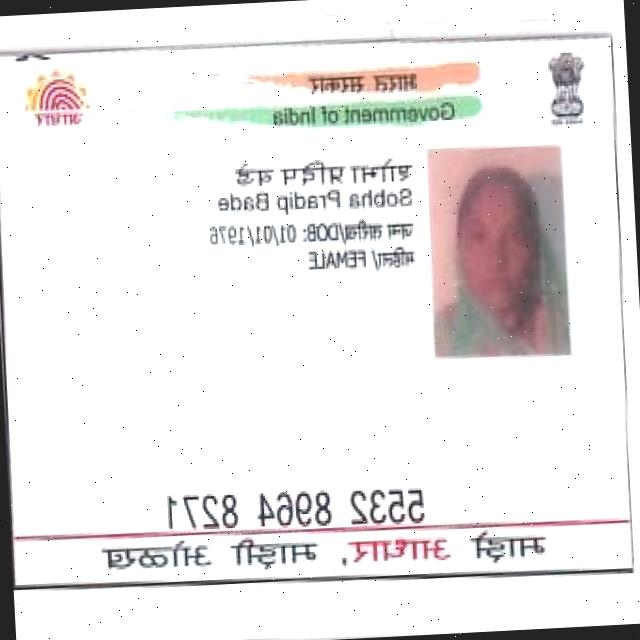 भारत सरकार
Government of India
आधार
शोभा प्रदीप बडे
Sobha Pradip Bade
जन्म तारीख/DOB: 01/01/1976
महिला/ FEMALE
5532 8964 8271
माझे आधार, माझी ओळख